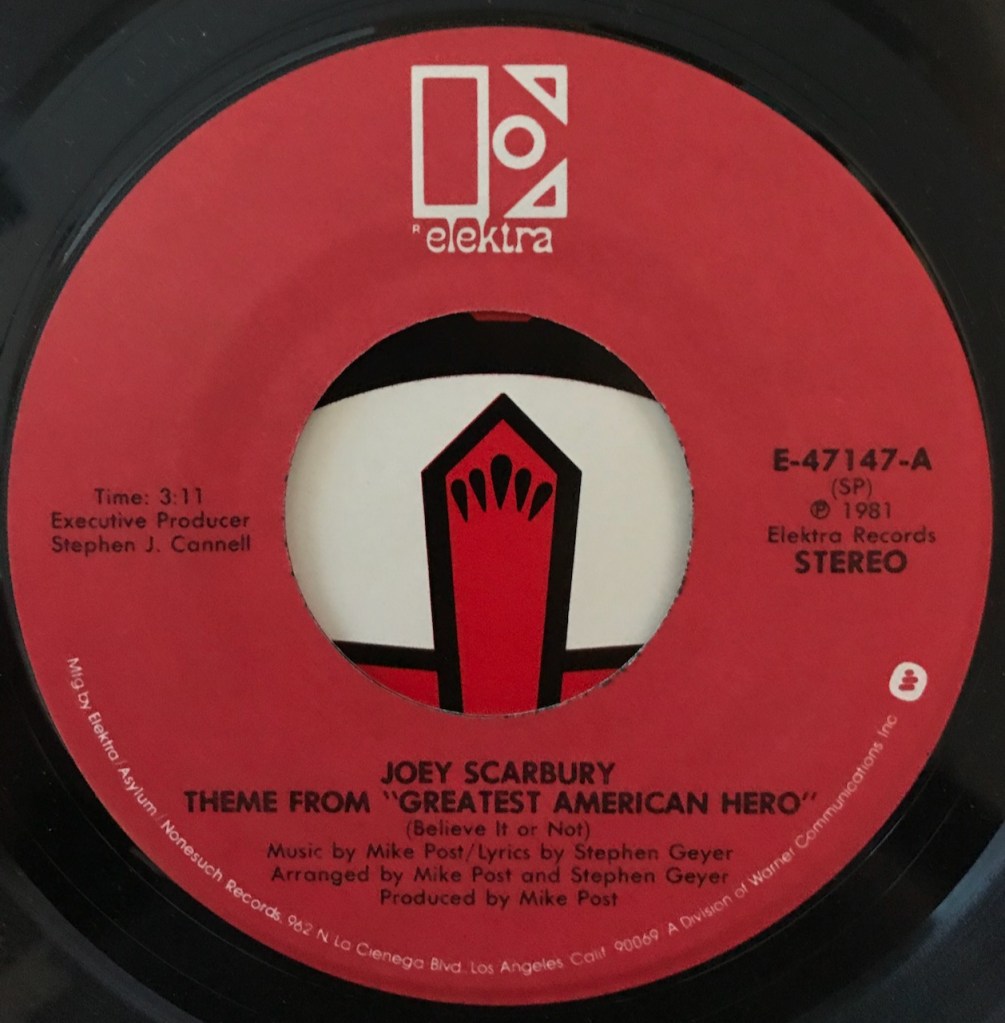 R elektra
Time: 3:11
Executive Producer
Stephen J. Cannell
E-47147-A
(SP)
℗ 1981
Elektra Records
STEREO
JOEY SCARBURY
THEME FROM "GREATEST AMERICAN HERO"
(Believe It or Not)
Music by Mike Post/Lyrics by Stephen Geyer
Arranged by Mike Post and Stephen Geyer
Produced by Mike Post
Mfg. by Elektra/Asylum/Nonesuch Records, 962 N. La Cienega Blvd. Los Angeles, Calif. 90069 A Division of Warner Communications Inc.